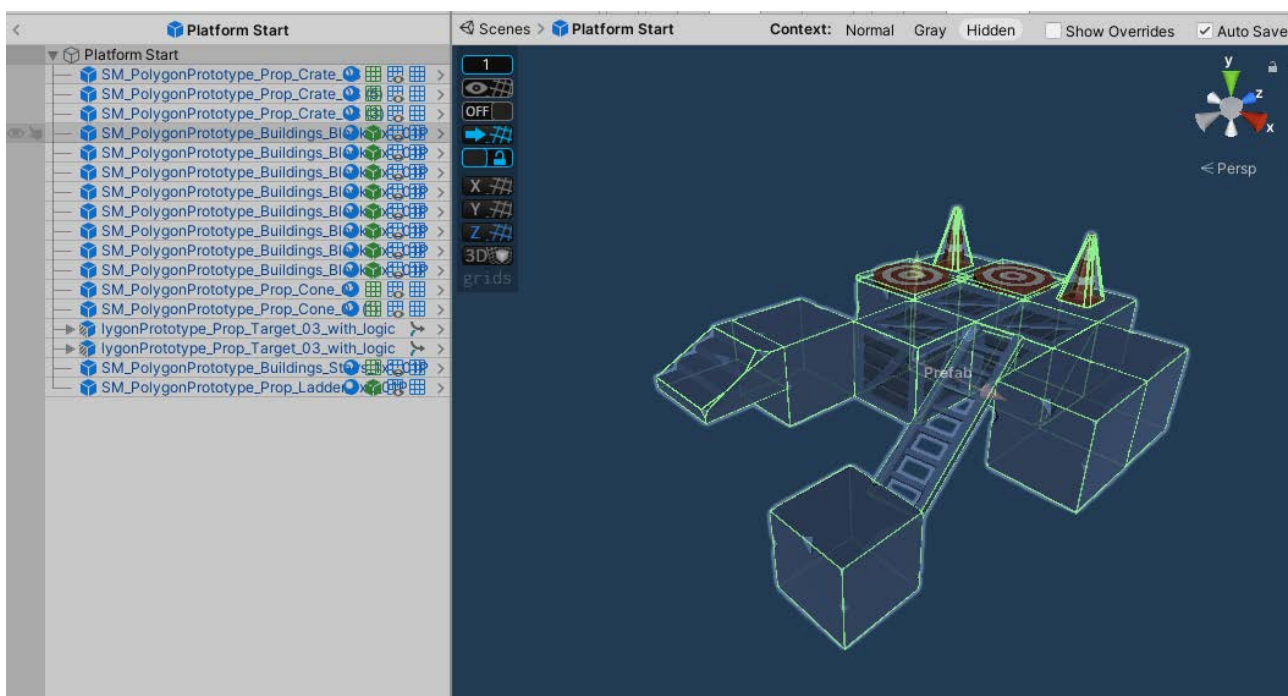 < Platform Start
Scenes > Platform Start Context: Normal Gray Hidden Show Overrides Auto Save
Platform Start
SM_PolygonPrototype_Prop_Crate_
SM_PolygonPrototype_Prop_Crate_
SM_PolygonPrototype_Prop_Crate_
SM_PolygonPrototype_Buildings_Bl
SM_PolygonPrototype_Buildings_Bl
SM_PolygonPrototype_Buildings_Bl
SM_PolygonPrototype_Buildings_Bl
SM_PolygonPrototype_Buildings_Bl
SM_PolygonPrototype_Buildings_Bl
SM_PolygonPrototype_Buildings_Bl
SM_PolygonPrototype_Buildings_Bl
SM_PolygonPrototype_Prop_Cone_
SM_PolygonPrototype_Prop_Cone_
lygonPrototype_Prop_Target_03_with_logic
lygonPrototype_Prop_Target_03_with_logic
SM_PolygonPrototype_Buildings_St
SM_PolygonPrototype_Prop_Ladde
1
OFF
X
Y
Z
3D
grids
y
z
x
< Persp
Prefab